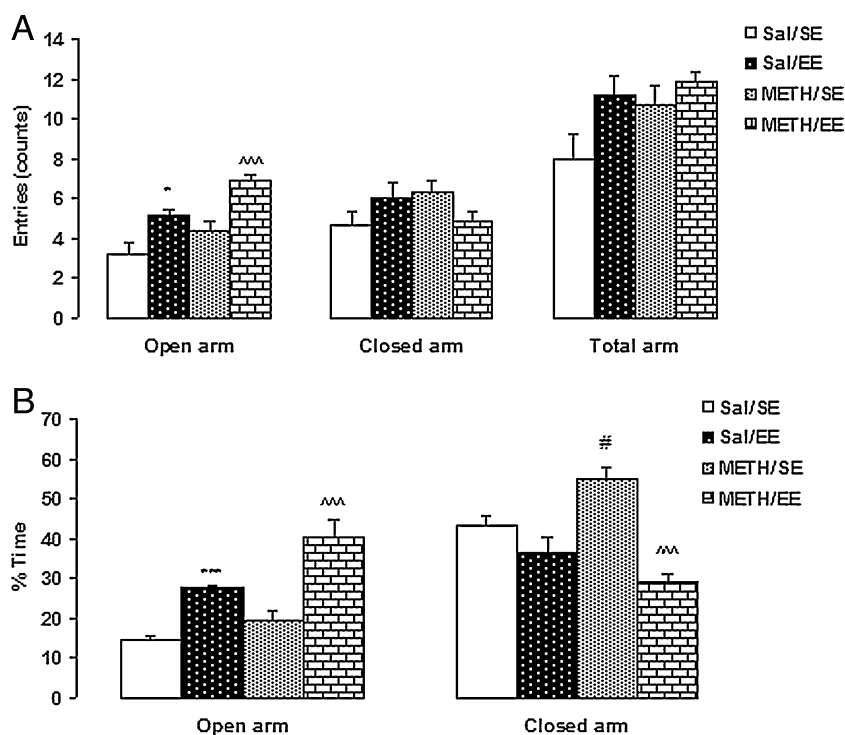 A
Entries (counts)
14
12
10
8
6
4
2
0
^^^
Open arm
Closed arm
Total arm
Sal/SE
Sal/EE
METH/SE
METH/EE
B
% Time
70
60
50
40
30
20
10
0
^^^
#
^^^
Open arm
Closed arm
Sal/SE
Sal/EE
METH/SE
METH/EE